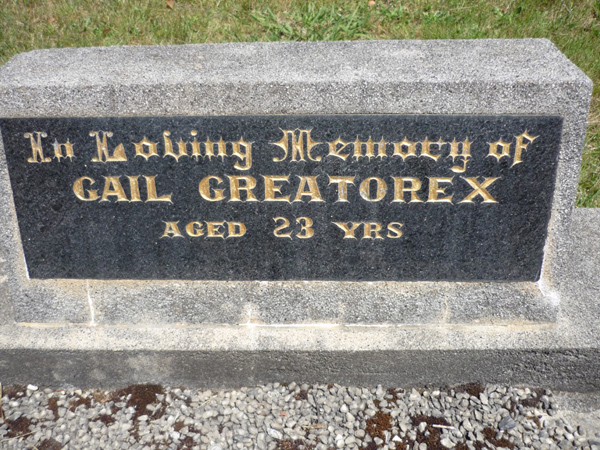 In Loving Memory of
GAIL GREATOREX
AGED 23 YRS